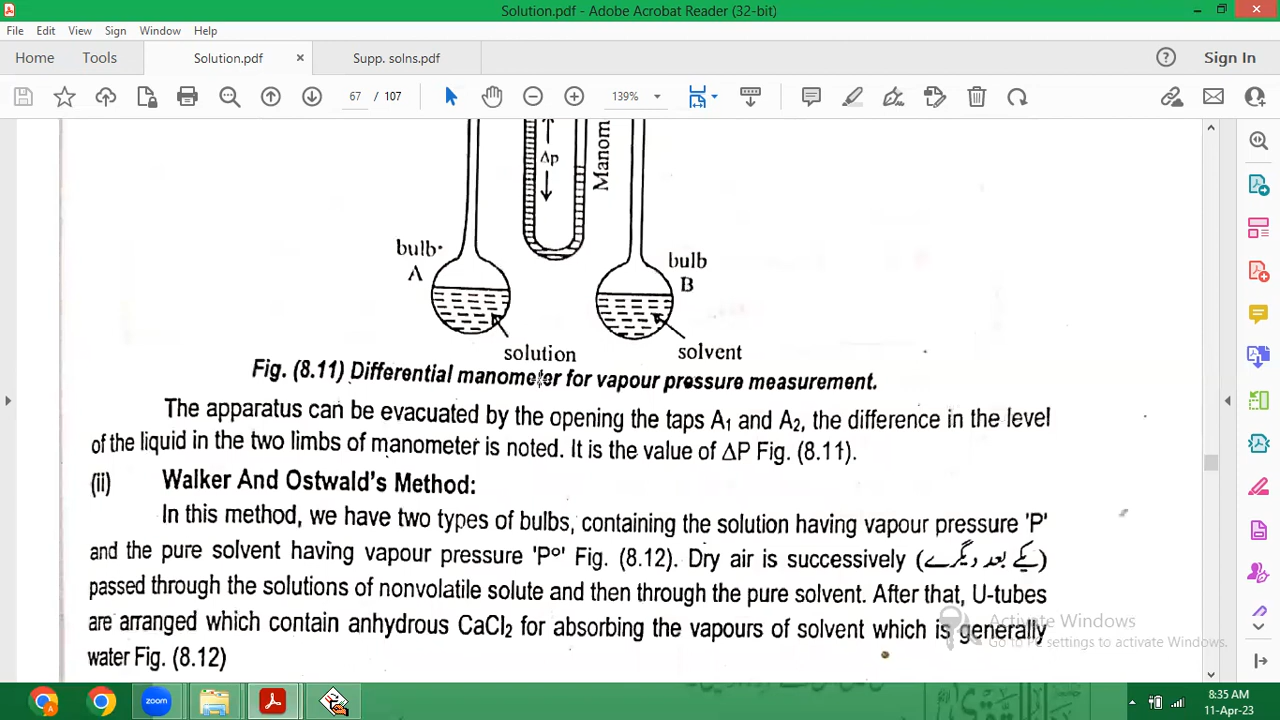 Solution.pdf - Adobe Acrobat Reader (32-bit)
File Edit View Sign Window Help
Home Tools Solution.pdf × Supp. solns.pdf Sign In
67 / 107 139%
Δp
Manom
bulb
A
bulb
B
solution
solvent
Fig. (8.11) Differential manometer for vapour pressure measurement.
The apparatus can be evacuated by the opening the taps A₁ and A₂, the difference in the level
of the liquid in the two limbs of manometer is noted. It is the value of ΔP Fig. (8.11).
(ii) Walker And Ostwald's Method:
In this method, we have two types of bulbs, containing the solution having vapour pressure 'P'
and the pure solvent having vapour pressure 'P°' Fig. (8.12). Dry air is successively (یکے بعد دیگرے)
passed through the solutions of nonvolatile solute and then through the pure solvent. After that, U-tubes
are arranged which contain anhydrous CaCl₂ for absorbing the vapours of solvent which is generally
water Fig. (8.12)
Activate Windows
Go to PC settings to activate Windows.
zoom
8:35 AM
11-Apr-23